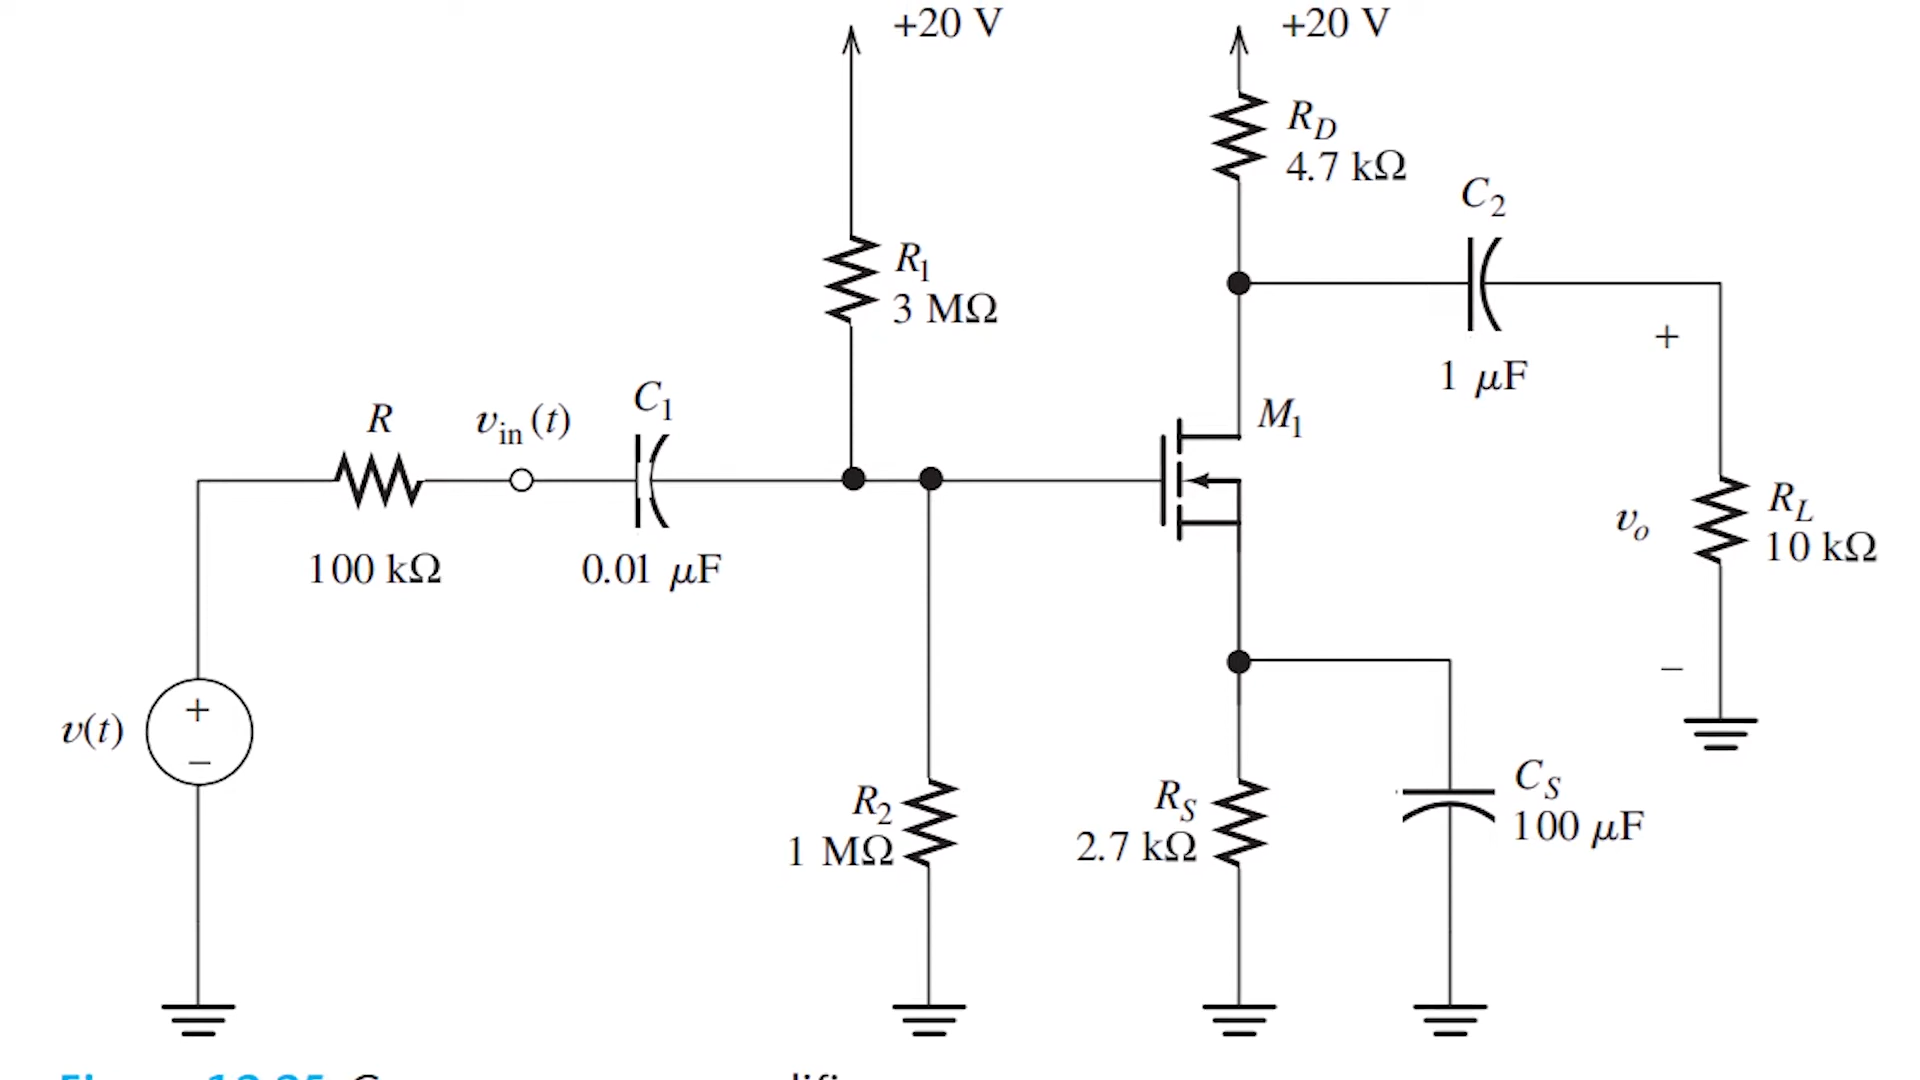 +20 V
+20 V
R_D
4.7 kΩ
C_2
R_1
3 MΩ
+
1 μF
R
v_in (t)
C_1
M_1
R_L
10 kΩ
v_o
100 kΩ
0.01 μF
v(t)
+
−
−
R_2
1 MΩ
R_S
2.7 kΩ
C_S
100 μF